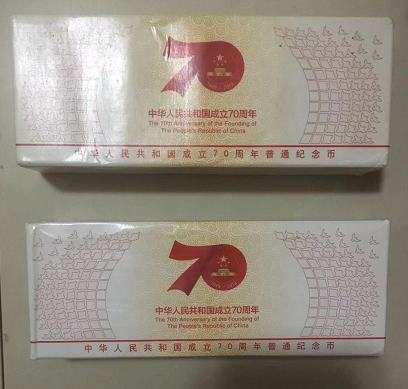 70
中华人民共和国成立70周年
The 70th Anniversary of the Founding of
The People's Republic of China
中华人民共和国成立70周年普通纪念币
70
中华人民共和国成立70周年
The 70th Anniversary of the Founding of
The People's Republic of China
中华人民共和国成立70周年普通纪念币